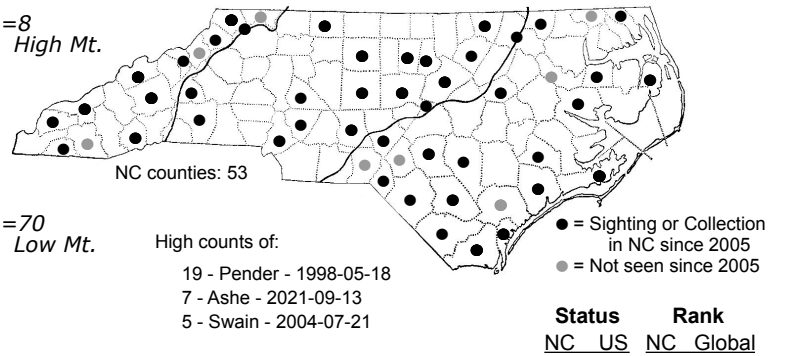 =8
High Mt.
NC counties: 53
=70
Low Mt.
High counts of:
19 - Pender - 1998-05-18
7 - Ashe - 2021-09-13
5 - Swain - 2004-07-21
= Sighting or Collection
in NC since 2005
= Not seen since 2005
Status Rank
NC US NC Global